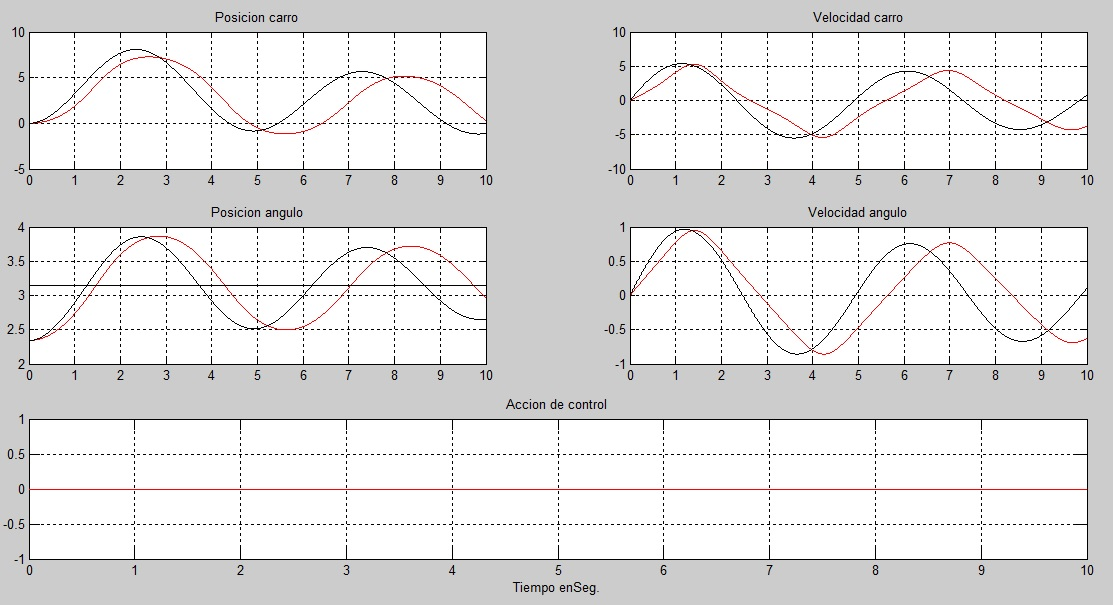 Posicion carro
Velocidad carro
10
5
0
-5
0 1 2 3 4 5 6 7 8 9 10
10
5
0
-5
-10
0 1 2 3 4 5 6 7 8 9 10
Posicion angulo
Velocidad angulo
4
3.5
3
2.5
2
0 1 2 3 4 5 6 7 8 9 10
1
0.5
0
-0.5
-1
0 1 2 3 4 5 6 7 8 9 10
Accion de control
1
0.5
0
-0.5
-1
0 1 2 3 4 5 6 7 8 9 10
Tiempo enSeg.